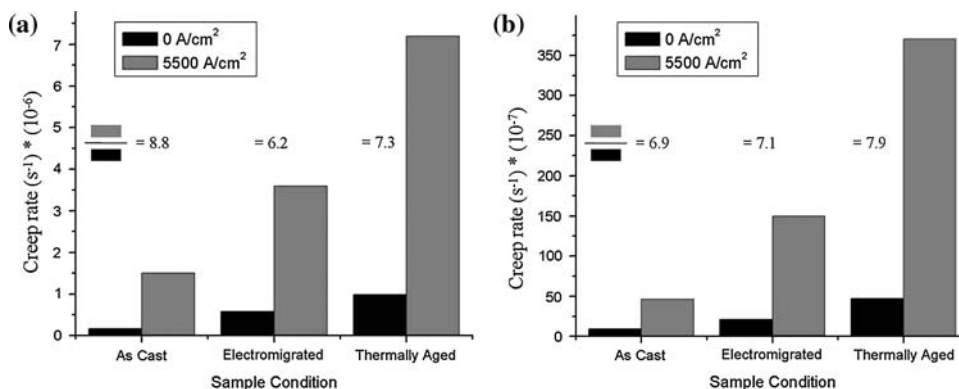 (a)
0 A/cm²
5500 A/cm²
7
6
5
4
3
2
1
0
Creep rate (s⁻¹) * (10⁻⁶)
= 8.8
= 6.2
= 7.3
As Cast
Electromigrated
Thermally Aged
Sample Condition
(b)
0 A/cm²
5500 A/cm²
350
300
250
200
150
100
50
0
Creep rate (s⁻¹) * (10⁻⁷)
= 6.9
= 7.1
= 7.9
As Cast
Electromigrated
Thermally Aged
Sample Condition